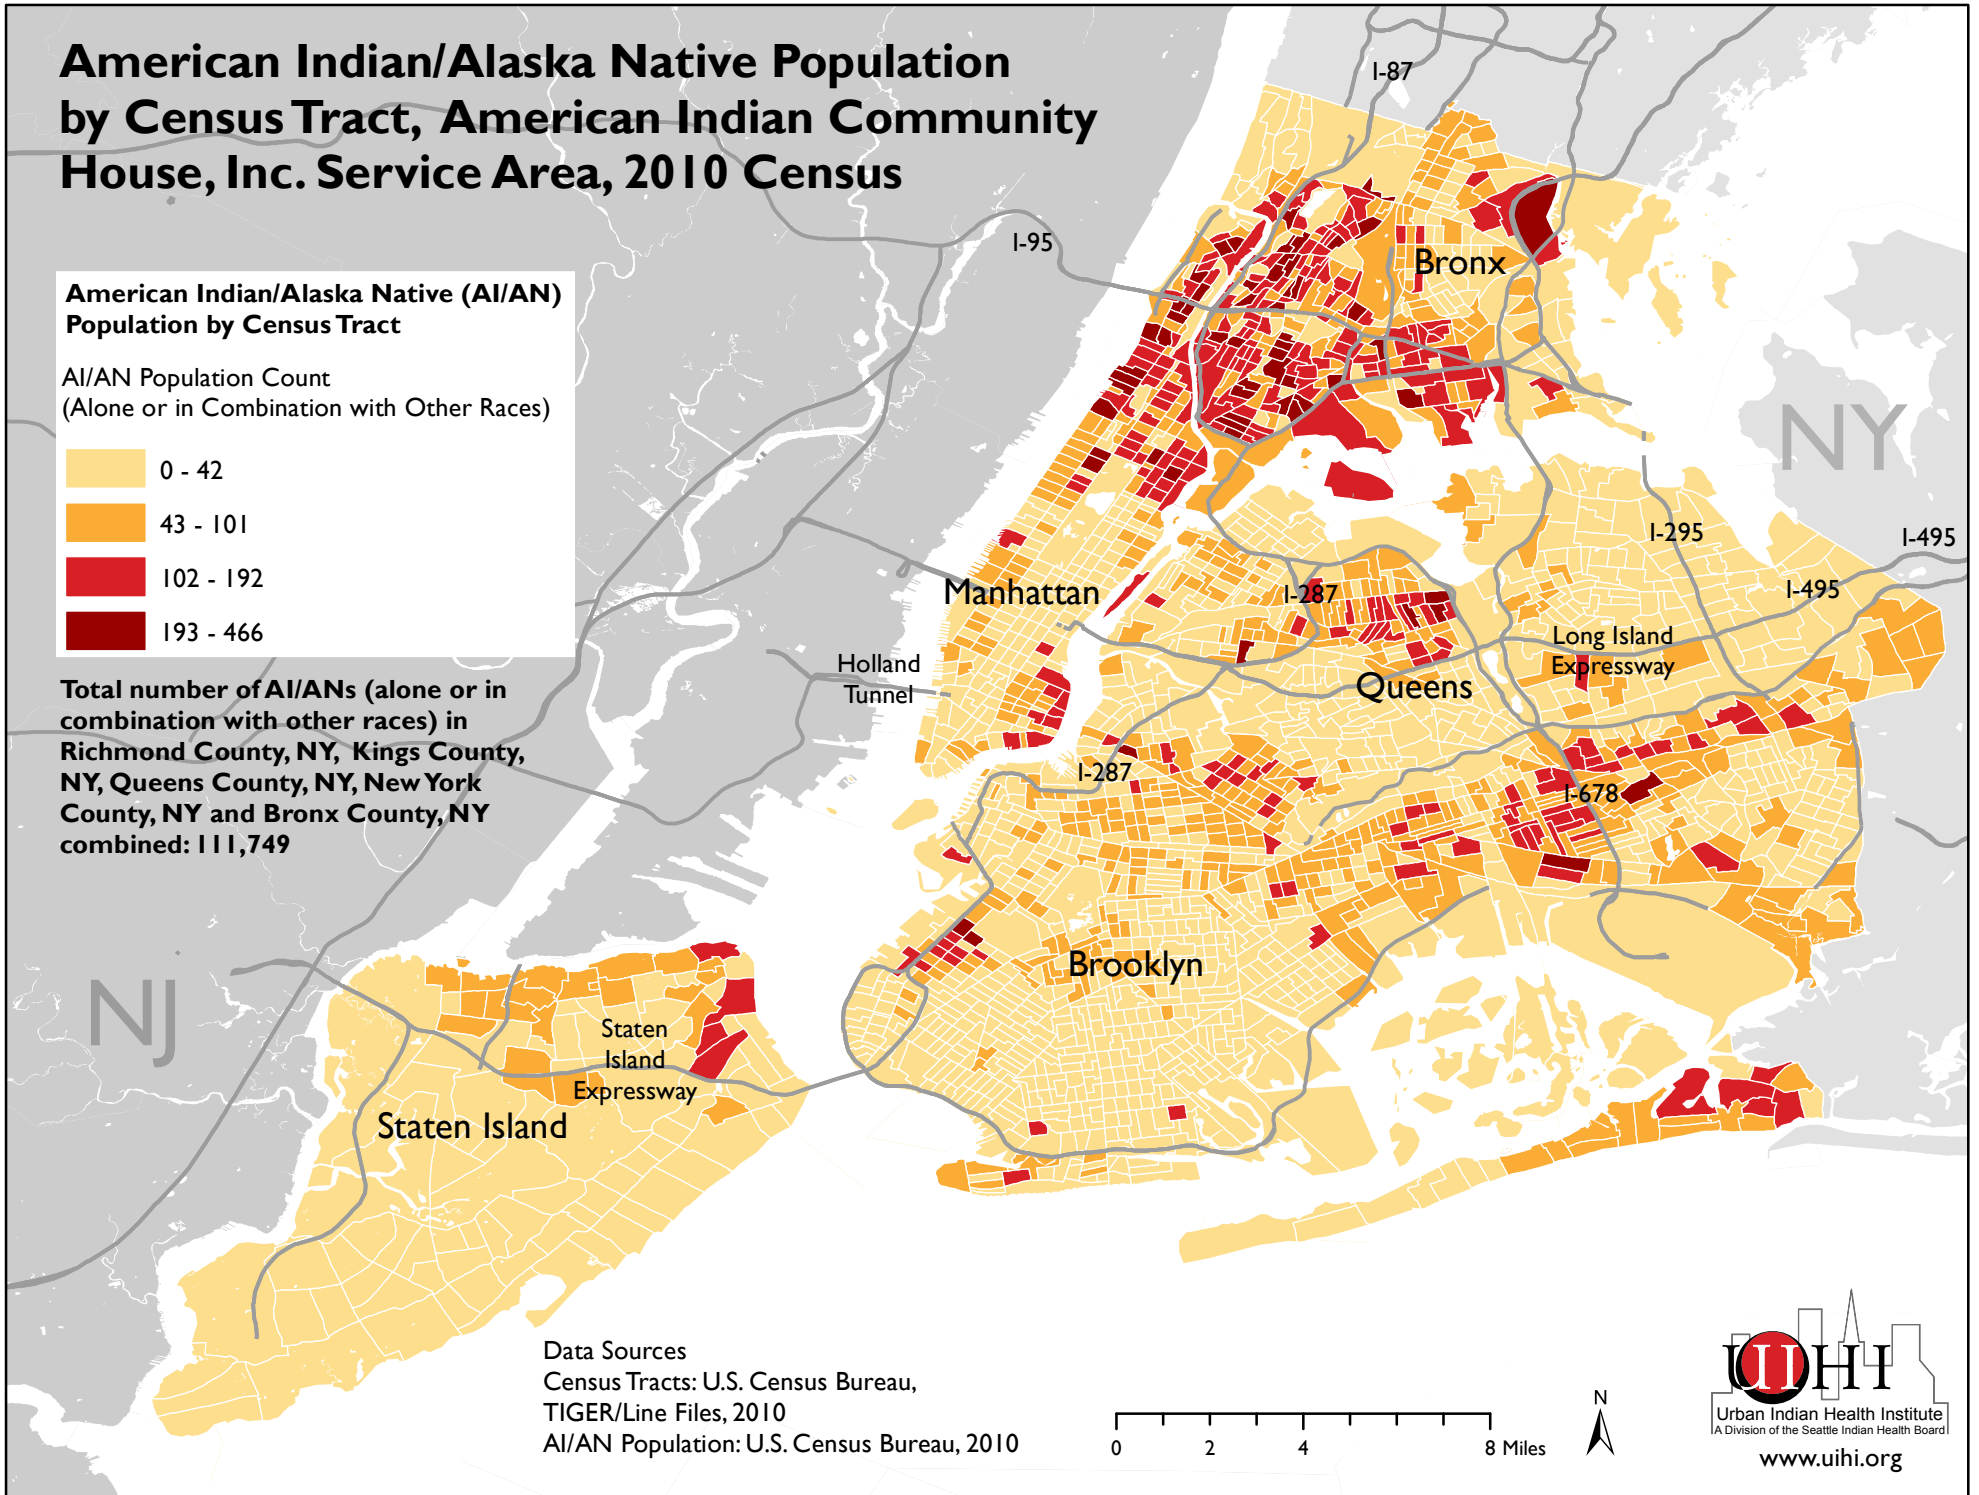 American Indian/Alaska Native Population
by Census Tract, American Indian Community
House, Inc. Service Area, 2010 Census
American Indian/Alaska Native (AI/AN)
Population by Census Tract
AI/AN Population Count
(Alone or in Combination with Other Races)
0 - 42
43 - 101
102 - 192
193 - 466
Total number of AI/ANs (alone or in
combination with other races) in
Richmond County, NY, Kings County,
NY, Queens County, NY, New York
County, NY and Bronx County, NY
combined: 111,749
I-87
I-95
Bronx
NY
I-295
I-495
I-495
Manhattan
I-287
Long Island
Expressway
Holland
Tunnel
Queens
I-287
I-678
Brooklyn
NJ
Staten
Island
Expressway
Staten Island
Data Sources
Census Tracts: U.S. Census Bureau,
TIGER/Line Files, 2010
AI/AN Population: U.S. Census Bureau, 2010
0 2 4 8 Miles
N
UIHI
Urban Indian Health Institute
A Division of the Seattle Indian Health Board
www.uihi.org